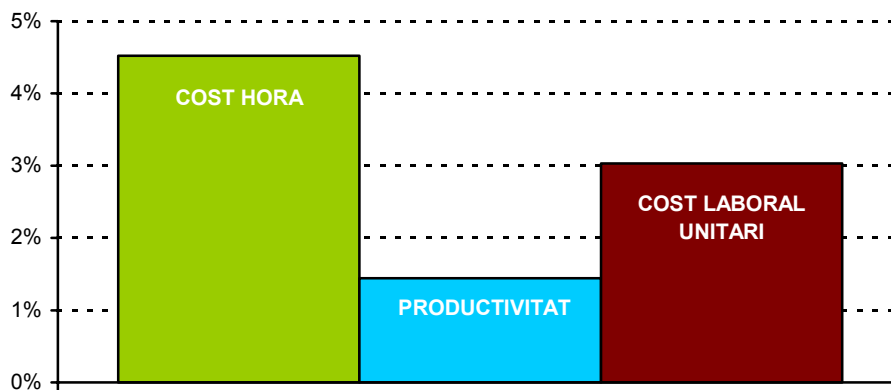 5%
4%
3%
2%
1%
0%
COST HORA
PRODUCTIVITAT
COST LABORAL
UNITARI